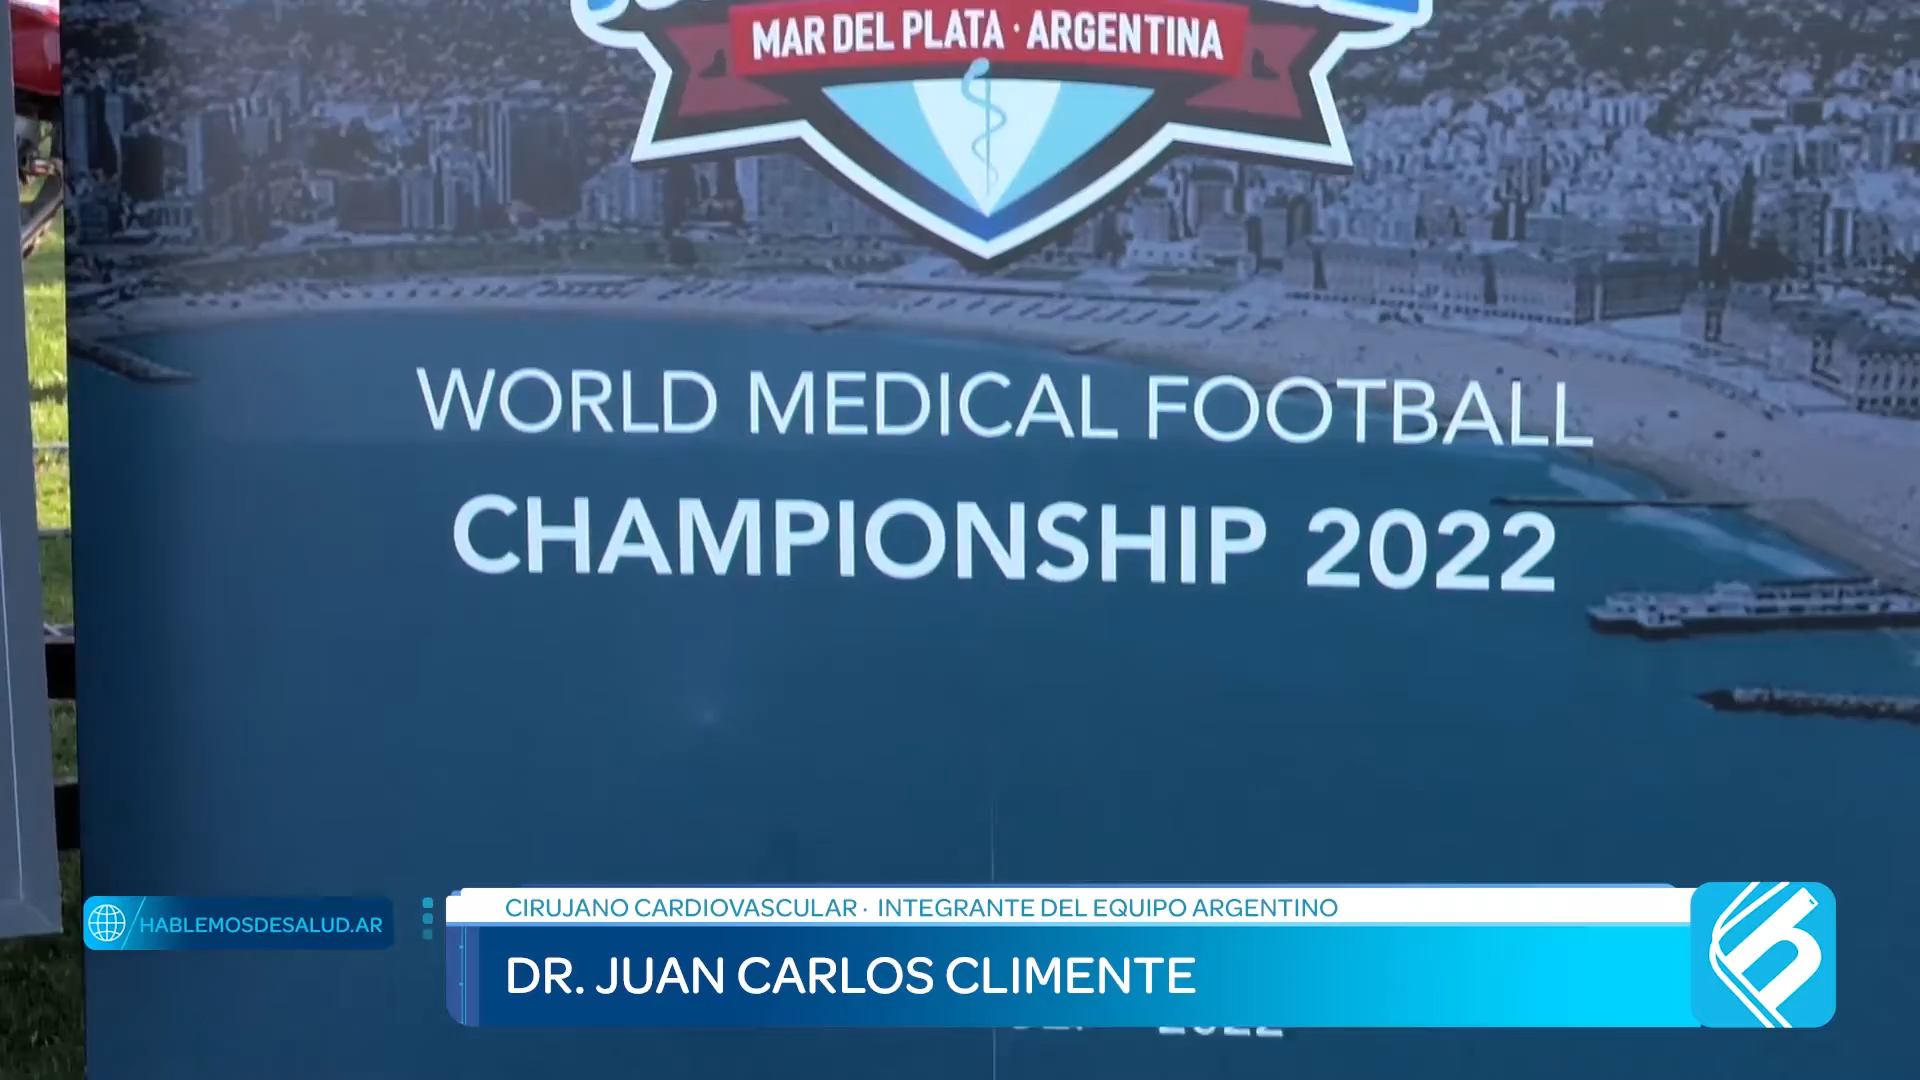 MAR DEL PLATA · ARGENTINA
WORLD MEDICAL FOOTBALL
CHAMPIONSHIP 2022
HABLEMOSDESALUD.AR
CIRUJANO CARDIOVASCULAR · INTEGRANTE DEL EQUIPO ARGENTINO
DR. JUAN CARLOS CLIMENTE
2022